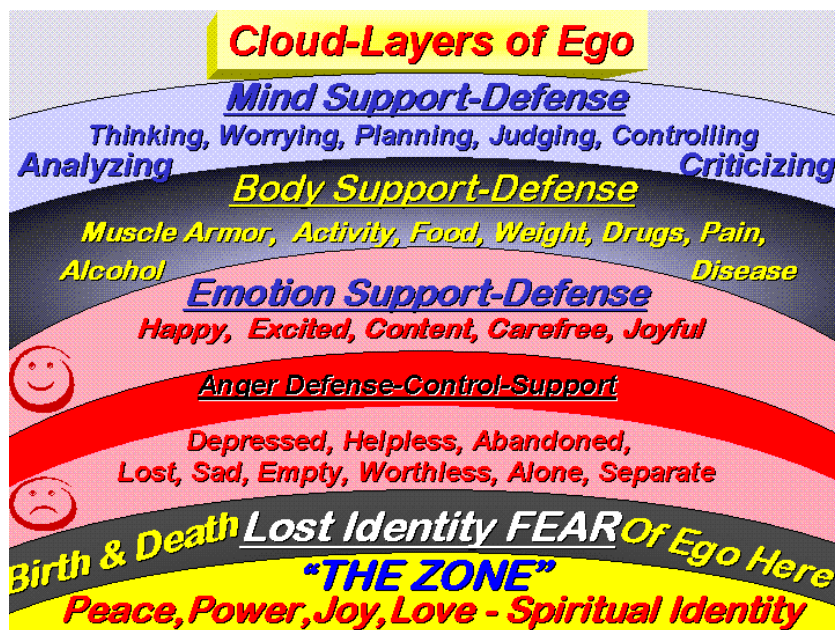 Cloud-Layers of Ego
Mind Support-Defense
Thinking, Worrying, Planning, Judging, Controlling
Analyzing Criticizing
Body Support-Defense
Muscle Armor, Activity, Food, Weight, Drugs, Pain,
Alcohol Disease
Emotion Support-Defense
Happy, Excited, Content, Carefree, Joyful
Anger Defense-Control-Support
Depressed, Helpless, Abandoned,
Lost, Sad, Empty, Worthless, Alone, Separate
Birth & Death Lost Identity FEAR Of Ego Here
“THE ZONE”
Peace,Power,Joy,Love - Spiritual Identity